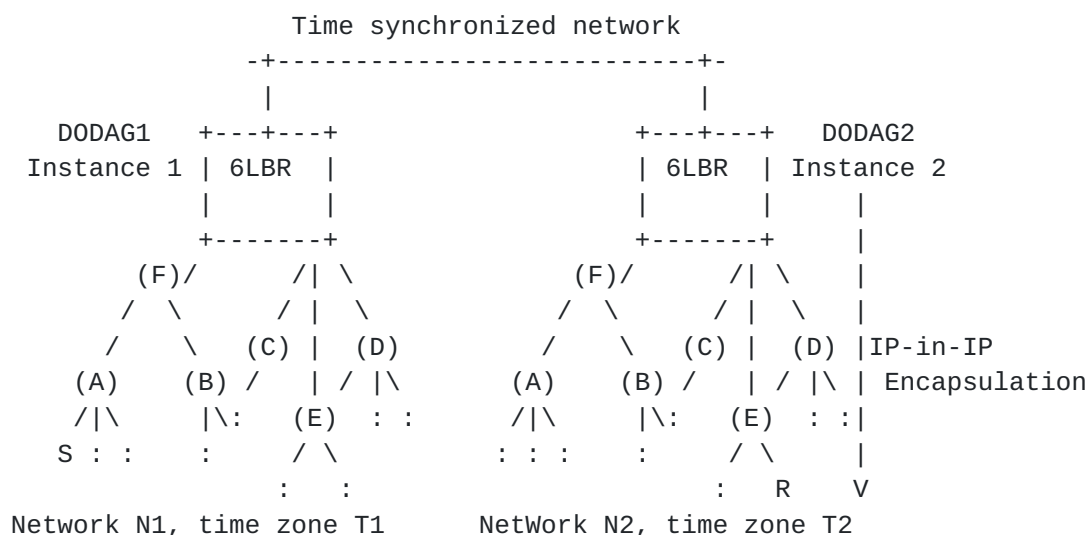 Time synchronized network
-+---------------------------+-
|                            |
DODAG1   +---+---+                   +---+---+   DODAG2
Instance 1 | 6LBR  |                   | 6LBR  | Instance 2
|       |                   |       |     |
+-------+                   +-------+     |
(F)/      /| \             (F)/      /| \    |
/  \      / |  \           /  \      / |  \   |
/    \   (C) |  (D)         /    \   (C) |  (D) |IP-in-IP
(A)    (B) /   | / |\      (A)    (B) /   | / |\ | Encapsulation
/|\     |\:   (E)  : :     /|\     |\:   (E)  : :|
S : :    :     / \         : : :    :     / \     |
:   :                       :   R    V
Network N1, time zone T1      NetWork N2, time zone T2